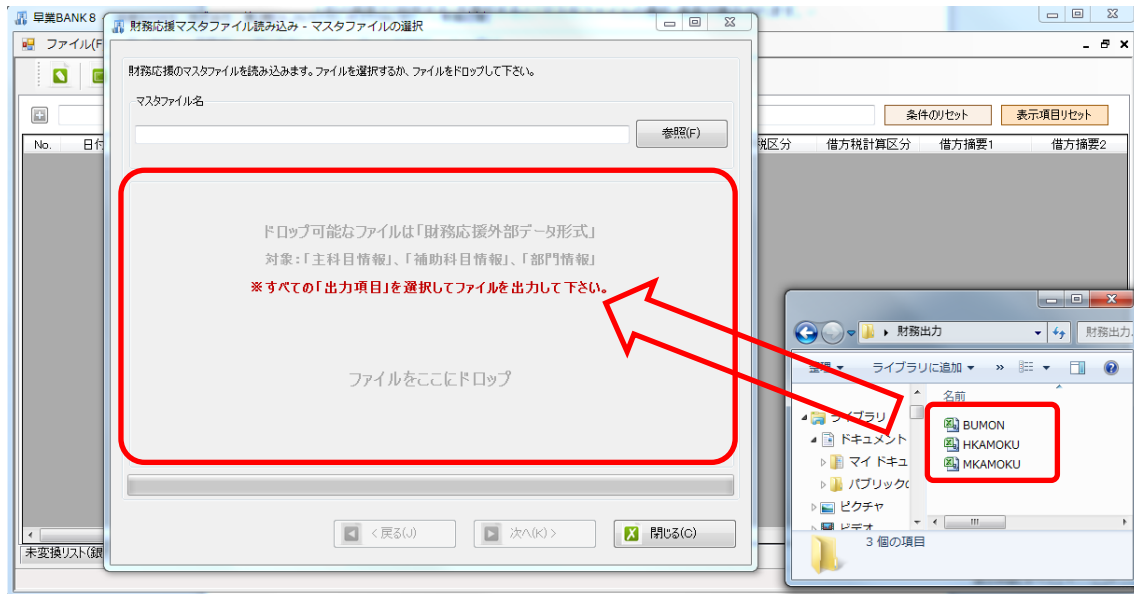 早業BANK8
財務応援マスタファイル読み込み - マスタファイルの選択
ファイル(F
財務応援のマスタファイルを読み込みます。ファイルを選択するか、ファイルをドロップして下さい。
マスタファイル名
参照(F)
条件のリセット
表示項目リセット
No.
日付
税区分
借方税計算区分
借方摘要1
借方摘要2
ドロップ可能なファイルは「財務応援外部データ形式」
対象:「主科目情報」、「補助科目情報」、「部門情報」
※すべての「出力項目」を選択してファイルを出力して下さい。
ファイルをここにドロップ
<戻る(J)
次へ(K)>
閉じる(C)
未変換リスト(銀
財務出力
財務出力
整理
ライブラリに追加
»
名前
ライブラリ
ドキュメント
マイ ドキュ
パブリックの
ピクチャ
ビデオ
BUMON
HKAMOKU
MKAMOKU
3 個の項目